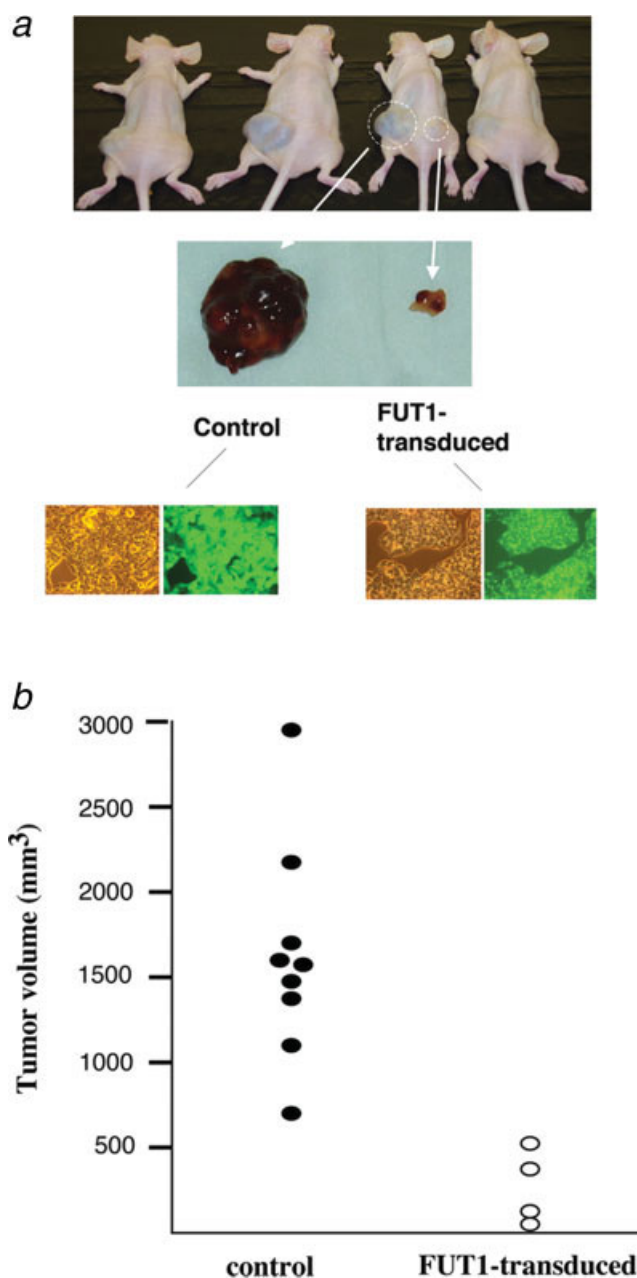 a
Control
FUT1-
transduced
b
Tumor volume (mm3)
3000
2500
2000
1500
1000
500
control
FUT1-transduced